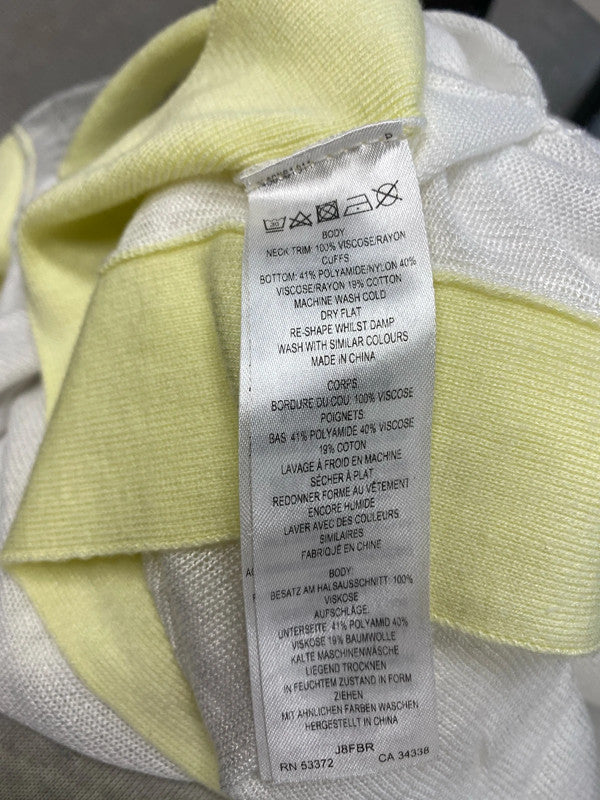 30
BODY
NECK TRIM: 100% VISCOSE/RAYON
CUFFS
BOTTOM: 41% POLYAMIDE/NYLON 40%
VISCOSE/RAYON 19% COTTON
MACHINE WASH COLD
DRY FLAT
RE-SHAPE WHILST DAMP
WASH WITH SIMILAR COLOURS
MADE IN CHINA
CORPS
BORDURE DU COU: 100% VISCOSE
POIGNETS
BAS: 41% POLYAMIDE 40% VISCOSE
19% COTON
LAVAGE À FROID EN MACHINE
SÉCHER À PLAT
REDONNER FORME AU VÊTEMENT
ENCORE HUMIDE
LAVER AVEC DES COULEURS
SIMILAIRES
FABRIQUÉ EN CHINE
BODY:
BESATZ AM HALSAUSSCHNITT: 100%
VISKOSE
AUFSCHLÄGE:
UNTERSEITE: 41% POLYAMID 40%
VISKOSE 19% BAUMWOLLE
KALTE MASCHINENWÄSCHE
LIEGEND TROCKNEN
IN FEUCHTEM ZUSTAND IN FORM
ZIEHEN
MIT ÄHNLICHEN FARBEN WASCHEN
HERGESTELLT IN CHINA
J8FBR
RN 53372 CA 34338